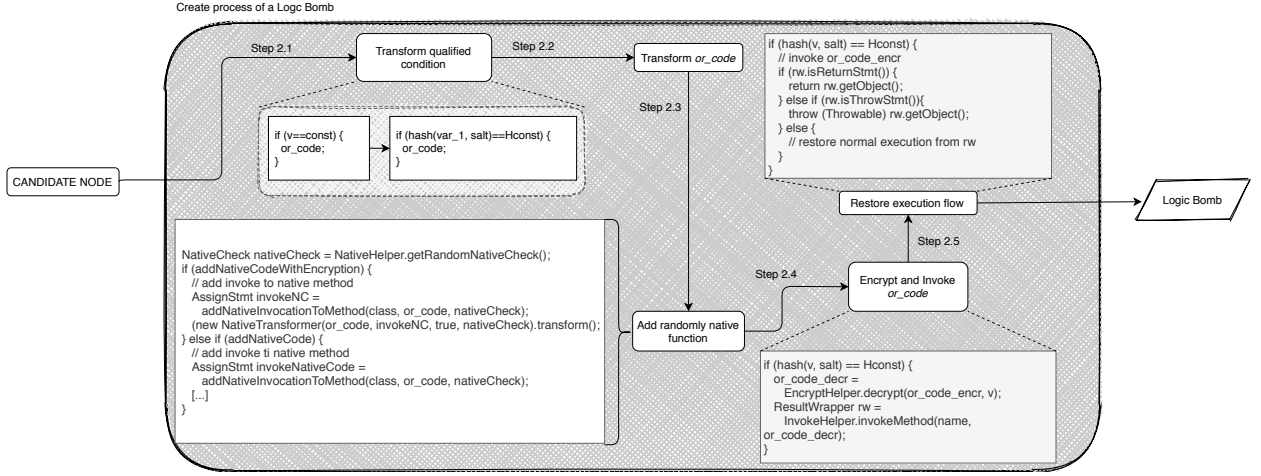 Create process of a Logc Bomb
Step 2.1
Transform qualified
condition
Step 2.2
Transform or_code
Step 2.3
if (v==const) {
or_code;
}
if (hash(var_1, salt)==Hconst) {
or_code;
}
CANDIDATE NODE
if (hash(v, salt) == Hconst) {
// invoke or_code_encr
if (rw.isReturnStmt()) {
return rw.getObject();
} else if (rw.isThrowStmt()){
throw (Throwable) rw.getObject();
} else {
// restore normal execution from rw
}
}
Restore execution flow
Logic Bomb
Step 2.5
NativeCheck nativeCheck = NativeHelper.getRandomNativeCheck();
if (addNativeCodeWithEncryption) {
// add invoke to native method
AssignStmt invokeNC =
addNativeInvocationToMethod(class, or_code, nativeCheck);
(new NativeTransformer(or_code, invokeNC, true, nativeCheck).transform();
} else if (addNativeCode) {
// add invoke ti native method
AssignStmt invokeNativeCode =
addNativeInvocationToMethod(class, or_code, nativeCheck);
[...]
}
Add randomly native
function
Step 2.4
Encrypt and Invoke
or_code
if (hash(v, salt) == Hconst) {
or_code_decr =
EncryptHelper.decrypt(or_code_encr, v);
ResultWrapper rw =
InvokeHelper.invokeMethod(name,
or_code_decr);
}